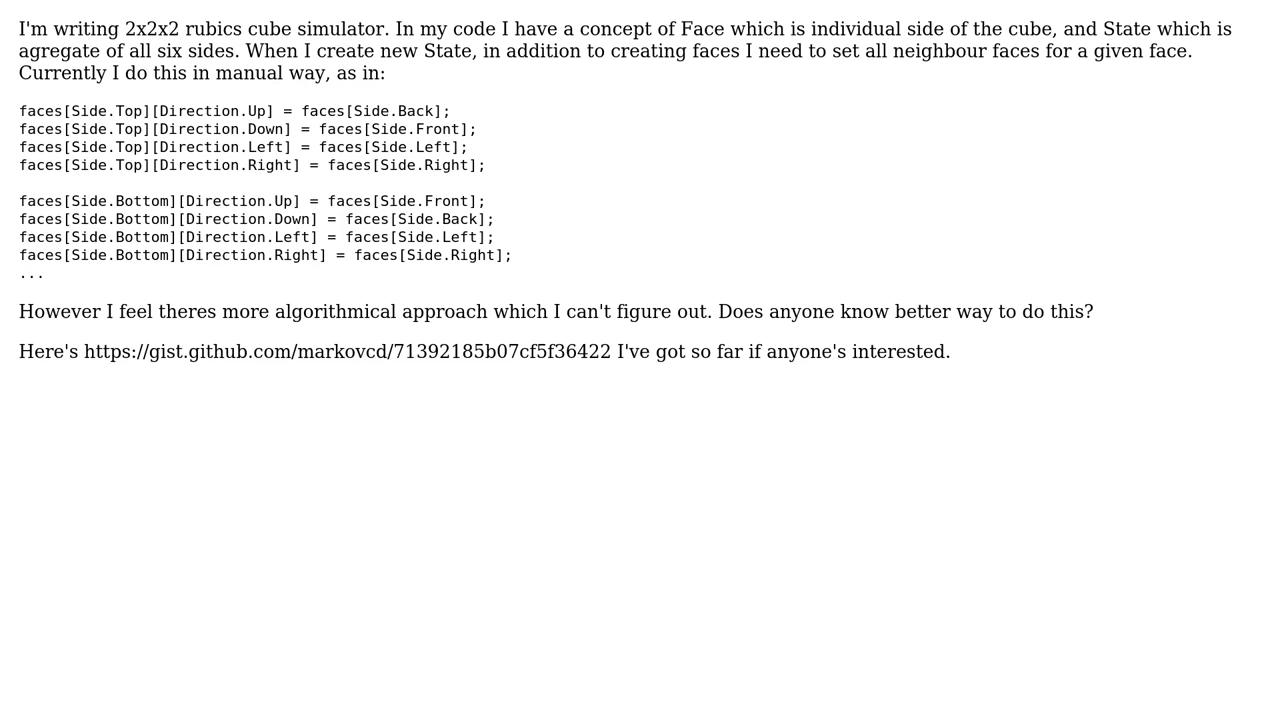 I'm writing 2x2x2 rubics cube simulator. In my code I have a concept of Face which is individual side of the cube, and State which is
agregate of all six sides. When I create new State, in addition to creating faces I need to set all neighbour faces for a given face.
Currently I do this in manual way, as in:
faces[Side.Top][Direction.Up] = faces[Side.Back];
faces[Side.Top][Direction.Down] = faces[Side.Front];
faces[Side.Top][Direction.Left] = faces[Side.Left];
faces[Side.Top][Direction.Right] = faces[Side.Right];
faces[Side.Bottom][Direction.Up] = faces[Side.Front];
faces[Side.Bottom][Direction.Down] = faces[Side.Back];
faces[Side.Bottom][Direction.Left] = faces[Side.Left];
faces[Side.Bottom][Direction.Right] = faces[Side.Right];
...
However I feel theres more algorithmical approach which I can't figure out. Does anyone know better way to do this?
Here's https://gist.github.com/markovcd/71392185b07cf5f36422 I've got so far if anyone's interested.